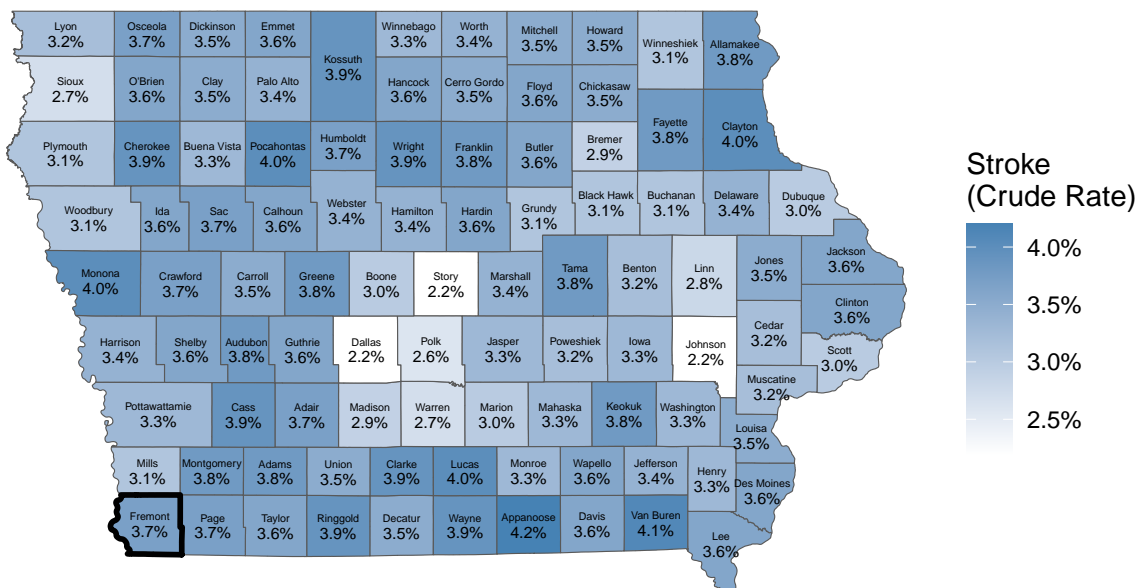 Lyon
3.2%
Osceola
3.7%
Dickinson
3.5%
Emmet
3.6%
Kossuth
3.9%
Winnebago
3.3%
Worth
3.4%
Mitchell
3.5%
Howard
3.5%
Winneshiek
3.1%
Allamakee
3.8%
Sioux
2.7%
O'Brien
3.6%
Clay
3.5%
Palo Alto
3.4%
Hancock
3.6%
Cerro Gordo
3.5%
Floyd
3.6%
Chickasaw
3.5%
Plymouth
3.1%
Cherokee
3.9%
Buena Vista
3.3%
Pocahontas
4.0%
Humboldt
3.7%
Wright
3.9%
Franklin
3.8%
Butler
3.6%
Bremer
2.9%
Fayette
3.8%
Clayton
4.0%
Woodbury
3.1%
Ida
3.6%
Sac
3.7%
Calhoun
3.6%
Webster
3.4%
Hamilton
3.4%
Hardin
3.6%
Grundy
3.1%
Black Hawk
3.1%
Buchanan
3.1%
Delaware
3.4%
Dubuque
3.0%
Monona
4.0%
Crawford
3.7%
Carroll
3.5%
Greene
3.8%
Boone
3.0%
Story
2.2%
Marshall
3.4%
Tama
3.8%
Benton
3.2%
Linn
2.8%
Jones
3.5%
Jackson
3.6%
Clinton
3.6%
Harrison
3.4%
Shelby
3.6%
Audubon
3.8%
Guthrie
3.6%
Dallas
2.2%
Polk
2.6%
Jasper
3.3%
Poweshiek
3.2%
Iowa
3.3%
Johnson
2.2%
Cedar
3.2%
Scott
3.0%
Muscatine
3.2%
Pottawattamie
3.3%
Cass
3.9%
Adair
3.7%
Madison
2.9%
Warren
2.7%
Marion
3.0%
Mahaska
3.3%
Keokuk
3.8%
Washington
3.3%
Louisa
3.5%
Mills
3.1%
Montgomery
3.8%
Adams
3.8%
Union
3.5%
Clarke
3.9%
Lucas
4.0%
Monroe
3.3%
Wapello
3.6%
Jefferson
3.4%
Henry
3.3%
Des Moines
3.6%
Fremont
3.7%
Page
3.7%
Taylor
3.6%
Ringgold
3.9%
Decatur
3.5%
Wayne
3.9%
Appanoose
4.2%
Davis
3.6%
Van Buren
4.1%
Lee
3.6%
Stroke
(Crude Rate)
4.0%
3.5%
3.0%
2.5%